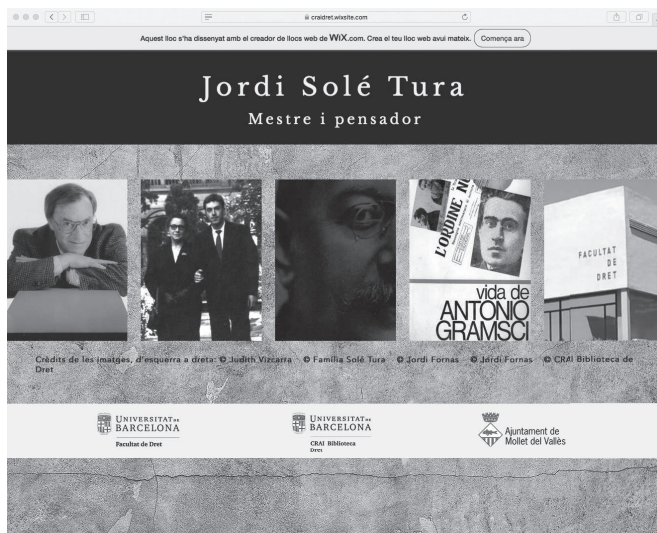 craidret.wixsite.com
Aquest lloc s'ha dissenyat amb el creador de llocs web de WiX.com. Crea el teu lloc web avui mateix. Comença ara
Jordi Solé Tura
Mestre i pensador
L'ORDINE NU
vida de
ANTONIO
GRAMSCI
FACULTAT
DE
DRET
Crèdits de les imatges, d'esquerra a dreta: © Judith Vizcarra © Família Solé Tura © Jordi Fornas © Jordi Fornas © CRAI Biblioteca de
Dret
UNIVERSITAT DE
BARCELONA
Facultat de Dret
UNIVERSITAT DE
BARCELONA
CRAI Biblioteca
Dret
Ajuntament de
Mollet del Vallès